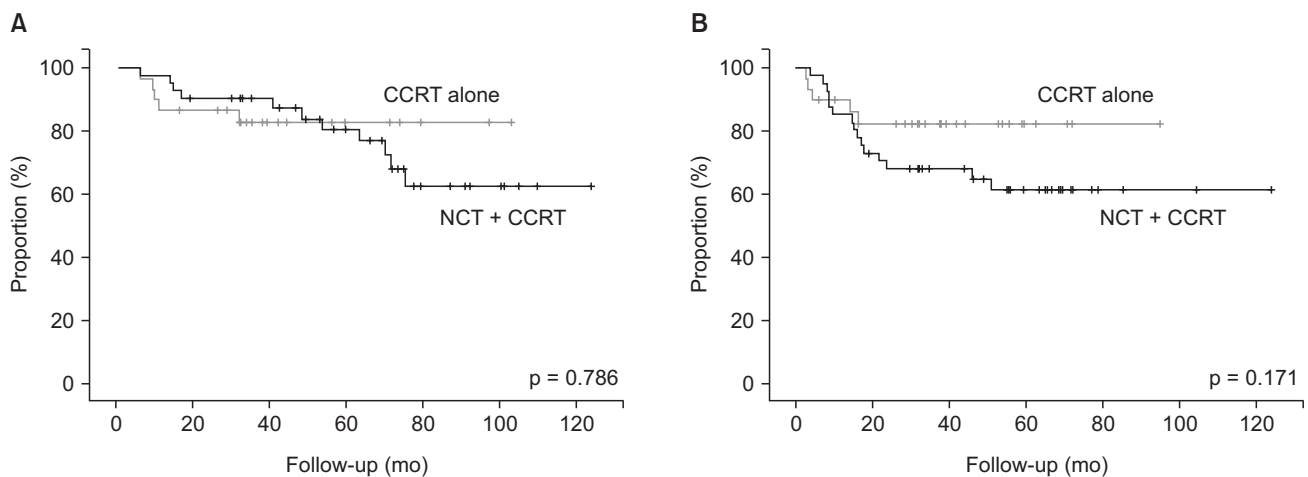 A
100
80
60
40
20
0
Proportion (%)
CCRT alone
NCT + CCRT
p = 0.786
0 20 40 60 80 100 120
Follow-up (mo)
B
100
80
60
40
20
0
Proportion (%)
CCRT alone
NCT + CCRT
p = 0.171
0 20 40 60 80 100 120
Follow-up (mo)